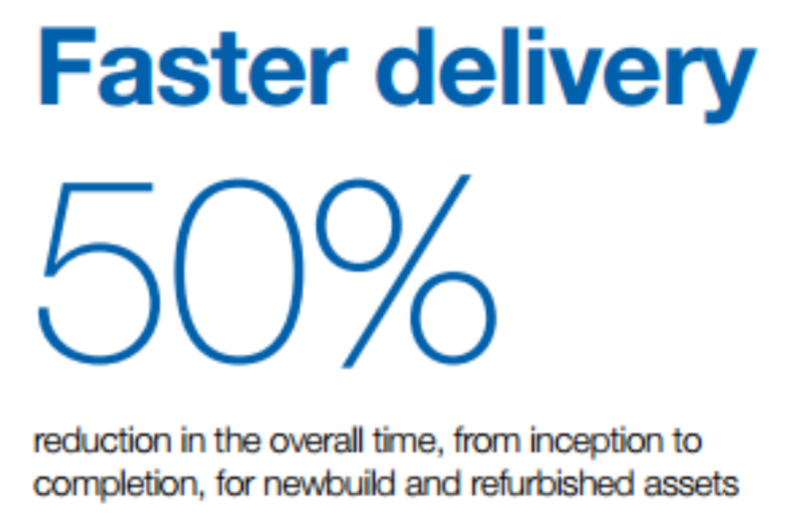 Faster delivery
50%
reduction in the overall time, from inception to
completion, for newbuild and refurbished assets